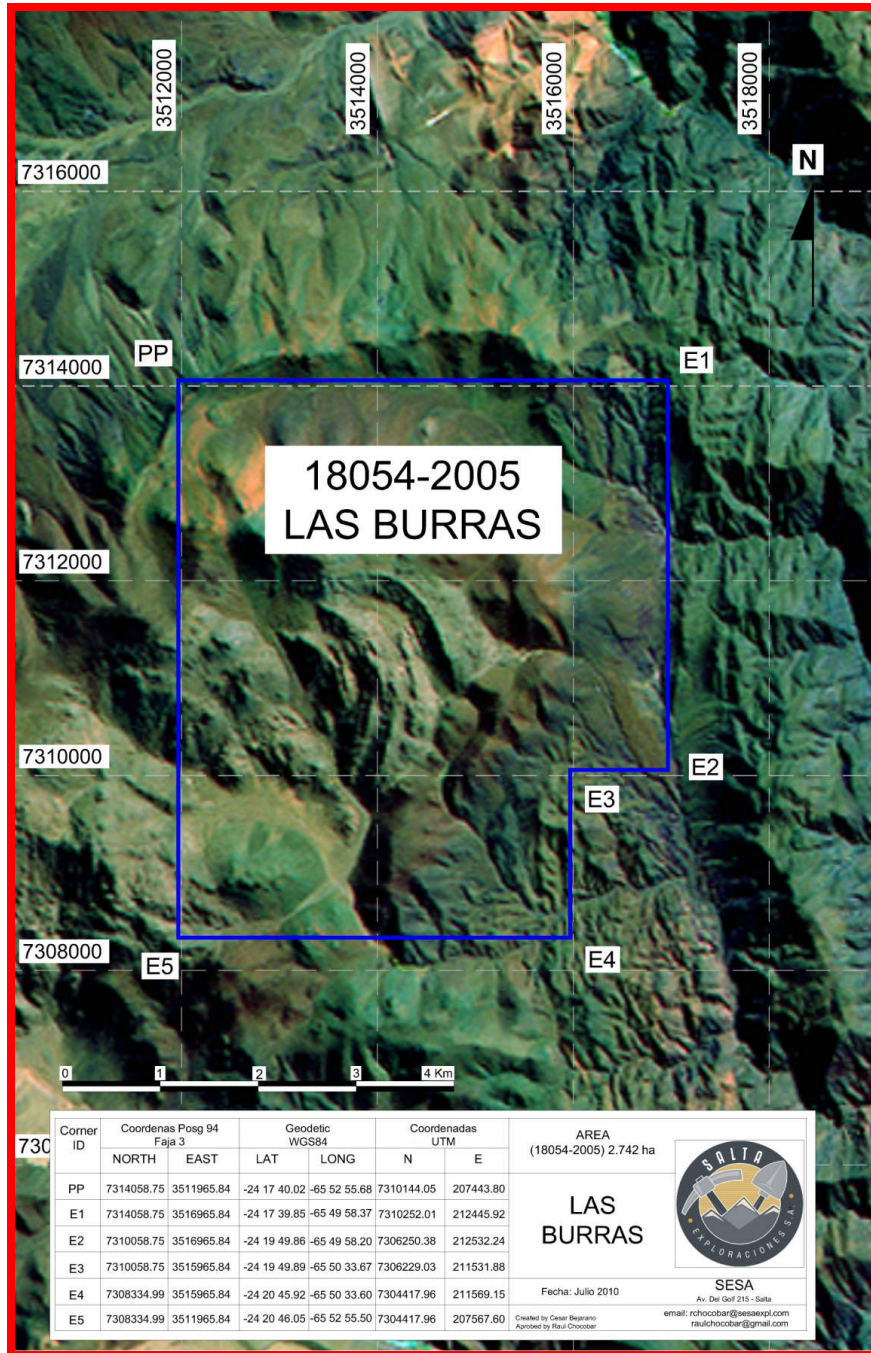 3512000
3514000
3516000
3518000
N
7316000
PP
7314000
E1
18054-2005
LAS BURRAS
7312000
7310000
E2
E3
7308000
E5
E4
0 1 2 3 4 Km
730
Corner ID
Coordenas Posg 94 Faja 3
Geodetic WGS84
Coordenadas UTM
NORTH EAST LAT LONG N E
PP 7314058.75 3511965.84 -24 17 40.02 -65 52 55.68 7310144.05 207443.80
E1 7314058.75 3516965.84 -24 17 39.85 -65 49 58.37 7310252.01 212445.92
E2 7310058.75 3516965.84 -24 19 49.86 -65 49 58.20 7306250.38 212532.24
E3 7310058.75 3515965.84 -24 19 49.89 -65 50 33.67 7306229.03 211531.88
E4 7308334.99 3515965.84 -24 20 45.92 -65 50 33.60 7304417.96 211569.15
E5 7308334.99 3511965.84 -24 20 46.05 -65 52 55.50 7304417.96 207567.60
AREA
(18054-2005) 2.742 ha
LAS
BURRAS
Fecha: Julio 2010
Created by Cesar Bejarano
Aprobed by Raul Chocobar
SALTA
EXPLORACIONES S.A.
SESA
Av. Del Golf 215 - Salta
email: rchocobar@sesaexpl.com
raulchocobar@gmail.com